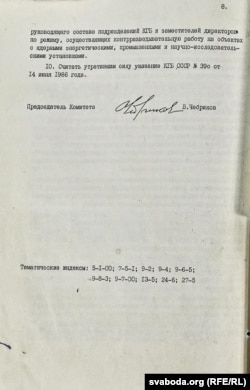 6.
руководящего состава подразделений КГБ и заместителей директоров
по режиму, осуществляющих контрразведывательную работу на объектах
с ядерными энергетическими, промышленными и научно-исследователь-
скими установками.
10. Считать утратившим силу указание КГБ СССР № 39с от
14 июня 1986 года.
Председатель Комитета В.Чебриков
Тематические индексы: 5-1-00; 7-5-1; 9-2; 9-4; 9-6-5;
9-8-3; 9-7-00; 13-5; 24-6; 27-5
svaboda.org (RFE/RL)